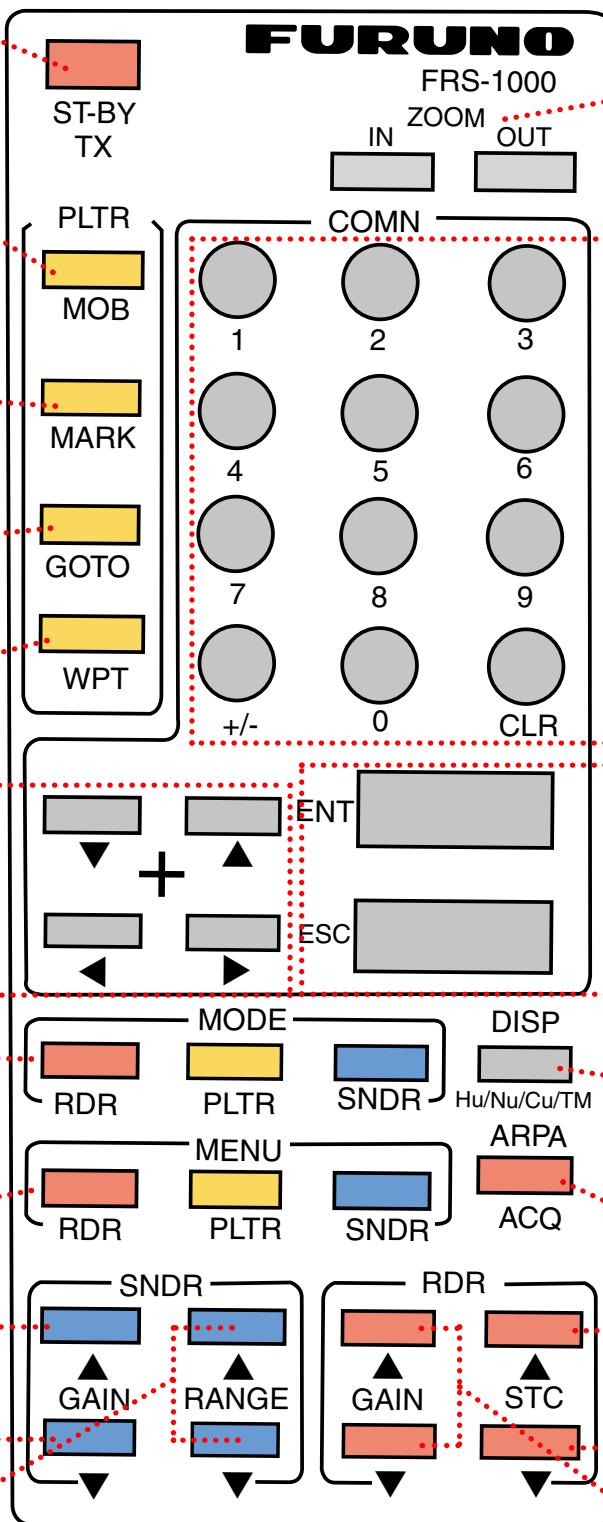 FURUNO
FRS-1000
ST-BY
TX
ZOOM
IN OUT
PLTR
COMN
MOB
1 2 3
MARK
4 5 6
GOTO
7 8 9
WPT
+/- 0 CLR
ENT
ESC
MODE
DISP
RDR PLTR SNDR
Hu/Nu/Cu/TM
MENU
ARPA
RDR PLTR SNDR
ACQ
SNDR
RDR
GAIN RANGE
GAIN STC